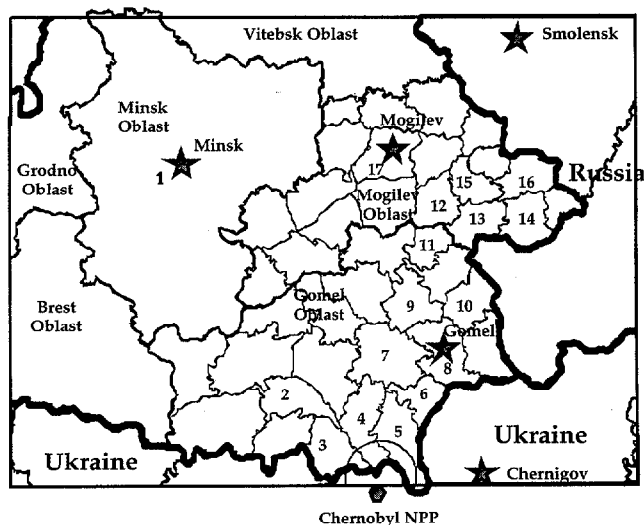 Vitebsk Oblast
Smolensk
Minsk
Oblast
Minsk
1
Mogilev
17
Grodno
Oblast
Russia
Mogilev
Oblast
12
15
16
13
14
11
Brest
Oblast
Gomel
Oblast
9
10
Gomel
7
8
2
6
4
5
3
Ukraine
Ukraine
Chernigov
Chernobyl NPP